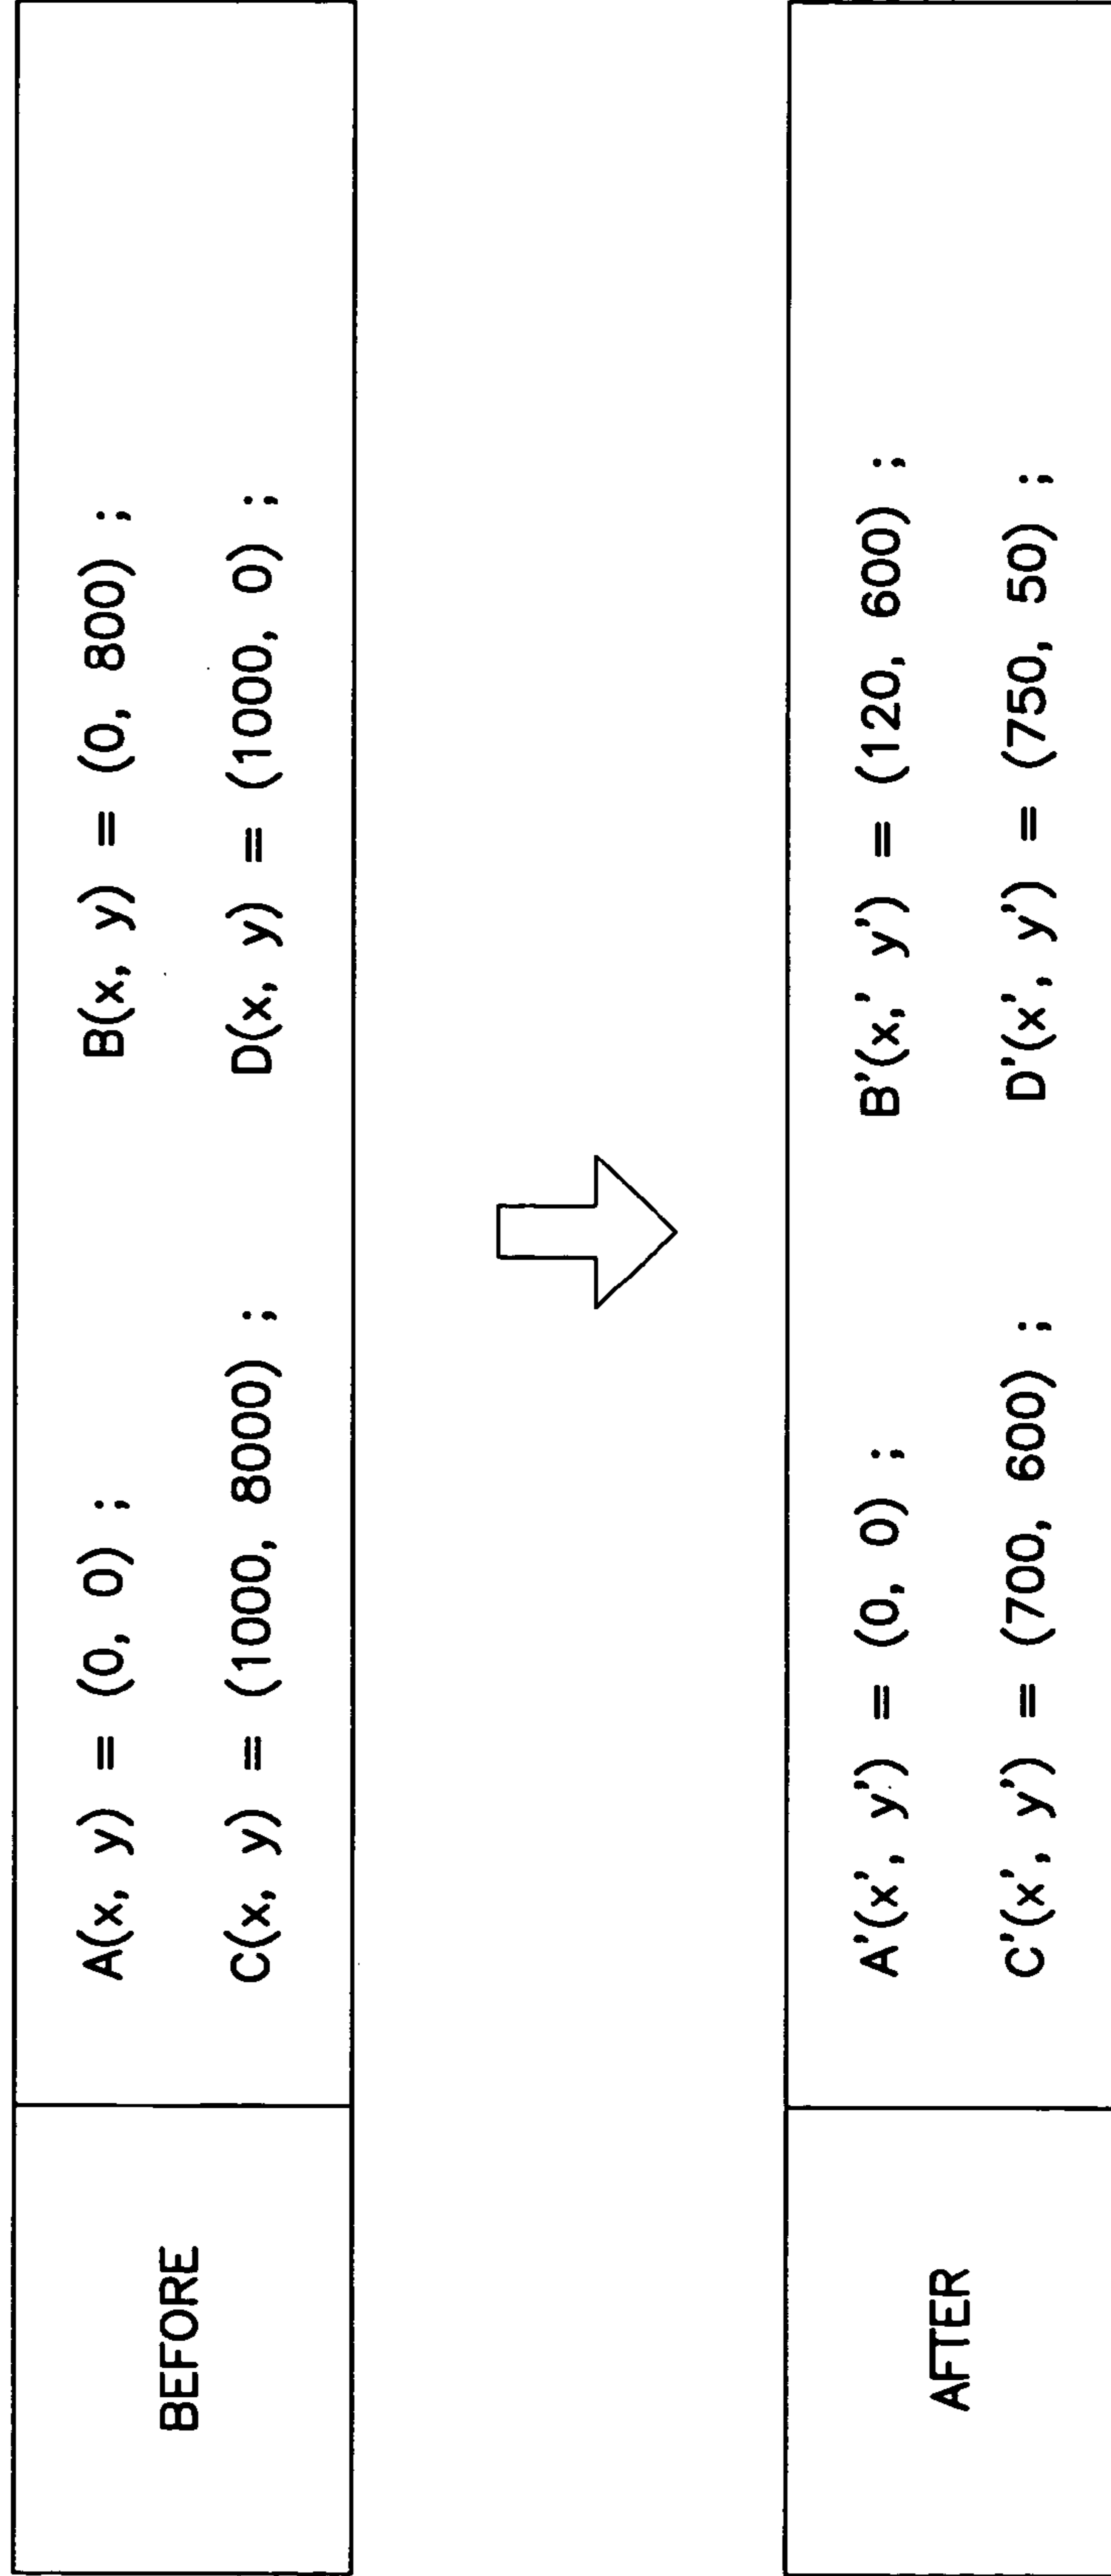 BEFORE
A(x, y) = (0, 0) ; B(x, y) = (0, 800) ;
C(x, y) = (1000, 8000) ; D(x, y) = (1000, 0) ;
AFTER
A'(x', y') = (0, 0) ; B'(x,' y') = (120, 600) ;
C'(x', y') = (700, 600) ; D'(x', y') = (750, 50) ;